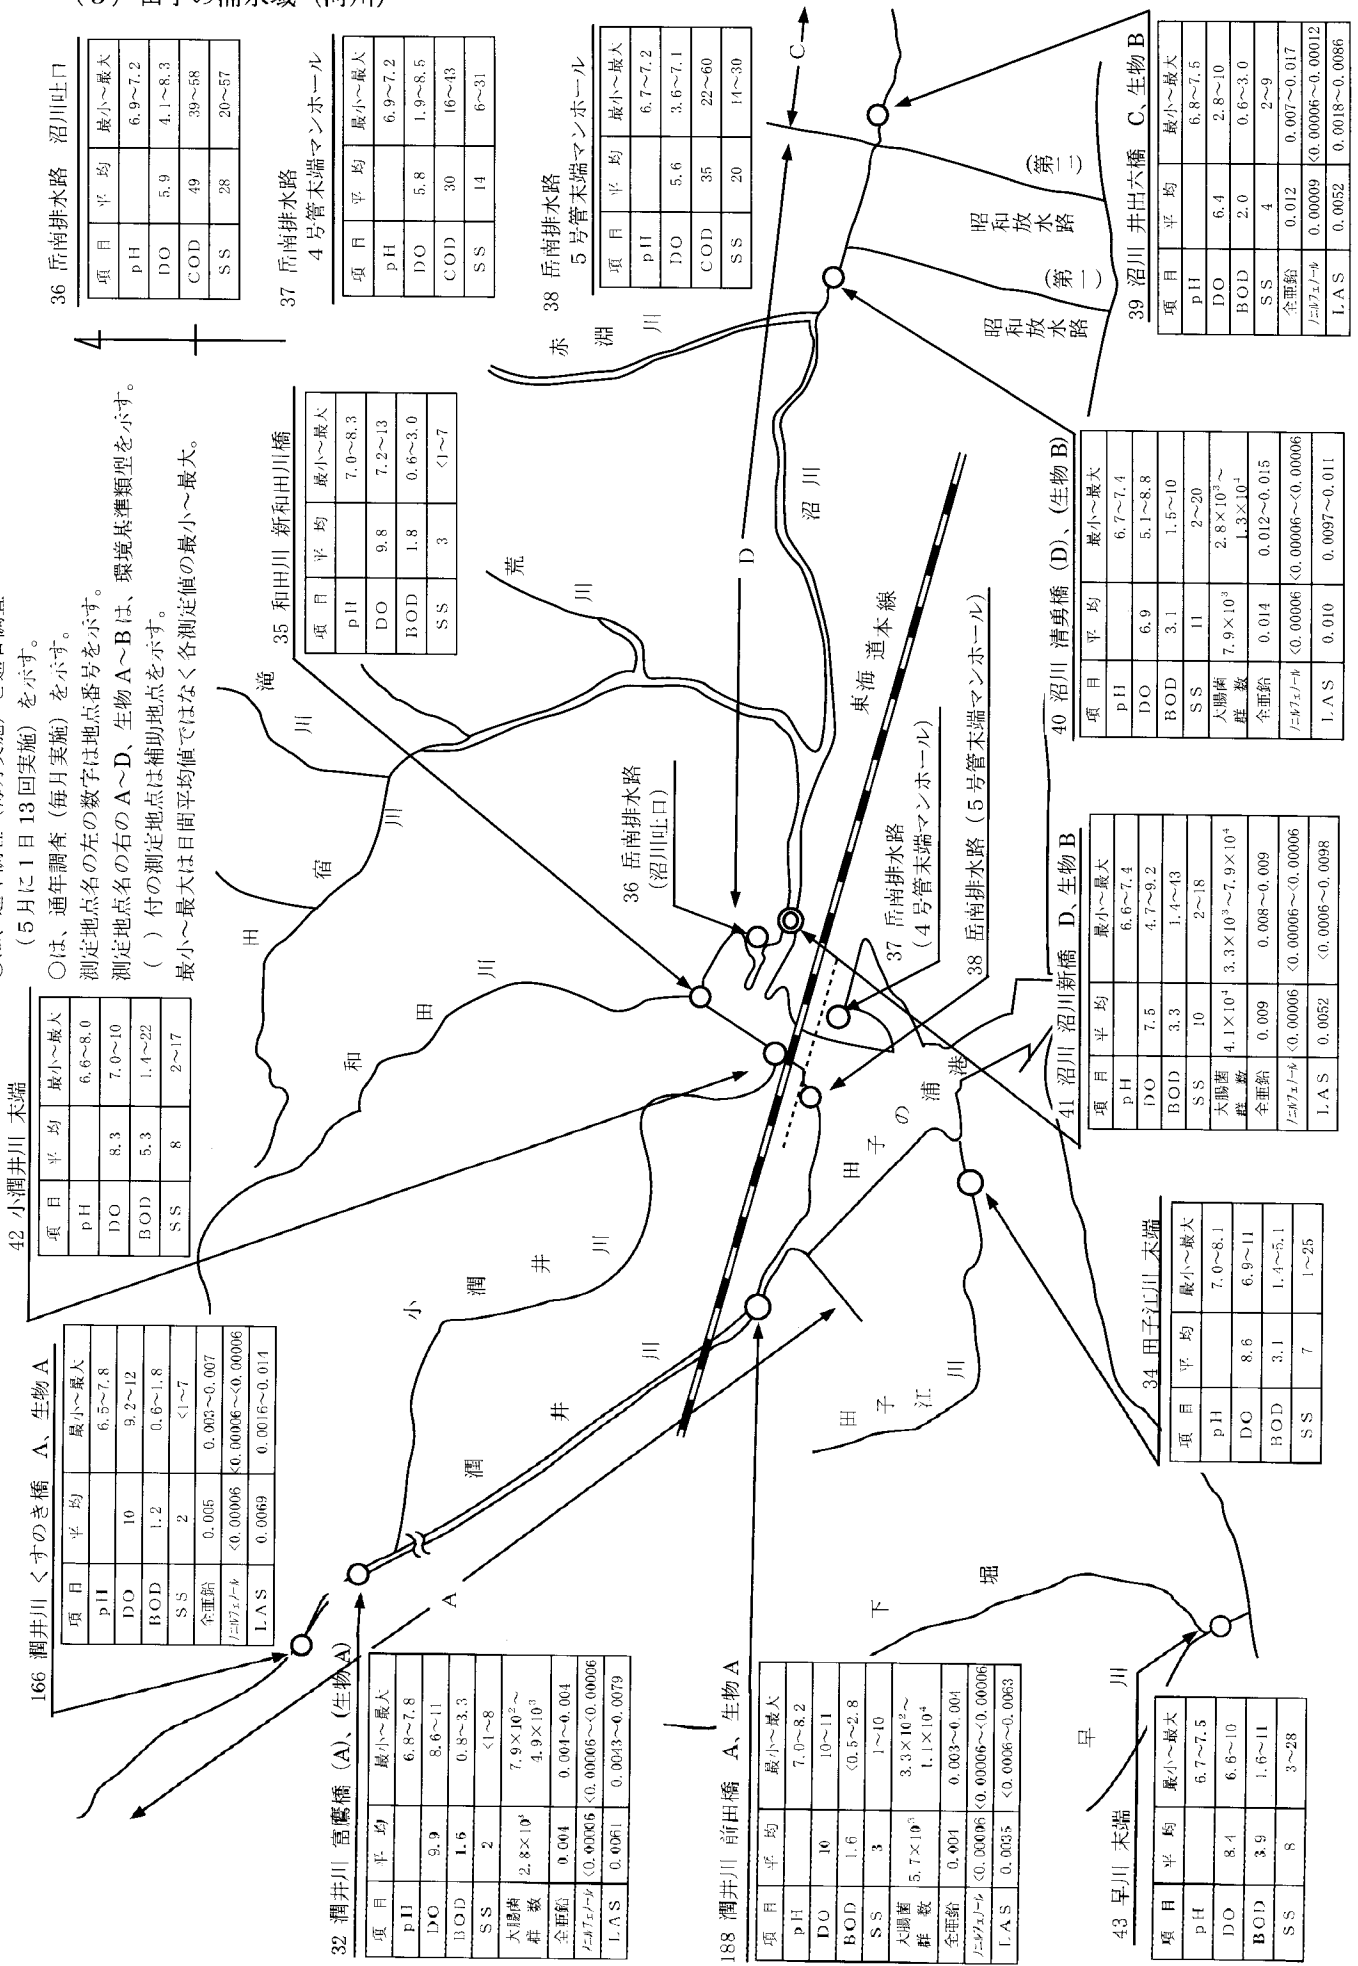 36 岳南排水路 沼川吐口
項 目 平 均 最小～最大
pH 6.9～7.2
DO 5.9 4.1～8.3
COD 49 39～58
SS 28 20～57
37 岳南排水路
4号管末端マンホール
項 目 平 均 最小～最大
pH 6.9～7.2
DO 5.8 1.9～8.5
COD 30 16～43
SS 14 6～31
38 岳南排水路
5号管末端マンホール
項 目 平 均 最小～最大
pH 6.7～7.2
DO 5.6 3.6～7.1
COD 35 22～60
SS 20 14～30
（5月に1日13回実施）を示す。
○は、通年調査（毎月実施）を示す。
測定地点名の左の数字は地点番号を示す。
測定地点名の右のA～D、生物A～Bは、環境基準類型を示す。
（ ）付の測定地点は補助地点を示す。
最小～最大は日間平均値ではなく各測定値の最小～最大。
35 和田川 新和田川橋
項 目 平 均 最小～最大
pH 7.0～8.3
DO 9.8 7.2～13
BOD 1.8 0.6～3.0
SS 3 <1～7
42 小潤井川 末端
項 目 平 均 最小～最大
pH 6.6～8.0
DO 8.3 7.0～10
BOD 5.3 1.4～22
SS 8 2～17
166 潤井川 くすのき橋 A、生物A
項 目 平 均 最小～最大
pH 6.5～7.8
DO 10 9.2～12
BOD 1.2 0.6～1.8
SS 2 <1～7
全亜鉛 0.005 0.003～0.007
ノニルフェノール <0.00006 <0.00006～<0.00006
LAS 0.0069 0.0016～0.014
32 潤井川 富鷹橋 (A)、(生物A)
項 目 平 均 最小～最大
pH 6.8～7.8
DO 9.9 8.6～11
BOD 1.6 0.8～3.3
SS 2 <1～8
大腸菌群数 2.8×10³ 7.9×10²～4.9×10³
全亜鉛 0.004 0.004～0.004
ノニルフェノール <0.00006 <0.00006～<0.00006
LAS 0.0061 0.0043～0.0079
188 潤井川 前田橋 A、生物A
項 目 平 均 最小～最大
pH 7.0～8.2
DO 10 10～11
BOD 1.6 <0.5～2.8
SS 3 1～10
大腸菌群数 5.7×10³ 3.3×10²～1.1×10⁴
全亜鉛 0.004 0.003～0.004
ノニルフェノール <0.00006 <0.00006～<0.00006
LAS 0.0035 <0.0006～0.0063
43 早川 末端
項 目 平 均 最小～最大
pH 6.7～7.5
DO 8.4 6.6～10
BOD 3.9 1.6～11
SS 8 3～28
34 田子江川 末端
項 目 平 均 最小～最大
pH 7.0～8.1
DO 8.6 6.9～11
BOD 3.1 1.4～5.1
SS 7 1～25
41 沼川 沼川新橋 D、生物B
項 目 平 均 最小～最大
pH 6.6～7.4
DO 7.5 4.7～9.2
BOD 3.3 1.4～43
SS 10 2～18
大腸菌群数 4.1×10⁴ 3.3×10³～7.9×10⁴
全亜鉛 0.009 0.008～0.009
ノニルフェノール <0.00006 <0.00006～<0.00006
LAS 0.0052 <0.0006～0.0098
40 沼川 清勇橋 (D)、(生物B)
項 目 平 均 最小～最大
pH 6.7～7.4
DO 6.9 5.1～8.8
BOD 3.1 1.5～10
SS 11 2～20
大腸菌群数 7.9×10³ 2.8×10³～1.3×10⁴
全亜鉛 0.014 0.012～0.015
ノニルフェノール <0.00006 <0.00006～<0.00006
LAS 0.010 0.0097～0.011
39 沼川 井出六橋 C、生物B
項 目 平 均 最小～最大
pH 6.8～7.5
DO 6.4 2.8～10
BOD 2.0 0.6～3.0
SS 4 2～9
全亜鉛 0.012 0.007～0.017
ノニルフェノール 0.00009 <0.00006～0.00012
LAS 0.0052 0.0018～0.0086
滝川
田宿川
和田川
荒川
赤淵川
沼川
小潤井川
潤井川
田子江川
下堀
早川
田子の浦港
東海道本線
昭和放水路（第一）
昭和放水路（第二）
36 岳南排水路
（沼川吐口）
37 岳南排水路
（4号管末端マンホール）
38 岳南排水路（5号管末端マンホール）
A
C
D